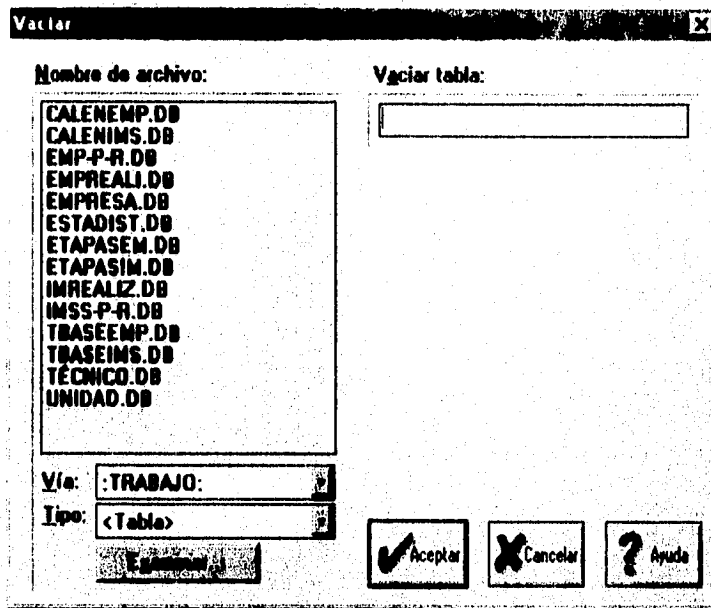 Vaciar
Nombre de archivo:
CALENEMP.DB
CALENIMS.DB
EMP-P-R.DB
EMPREALI.DB
EMPRESA.DB
ESTADIST.DB
ETAPASEM.DB
ETAPASIM.DB
IMREALIZ.DB
IMSS-P-R.DB
TBASEEMP.DB
TBASEIMS.DB
TÉCNICO.DB
UNIDAD.DB
Vía: :TRABAJO:
Tipo: <Tabla>
Vaciar tabla:
Aceptar
Cancelar
Ayuda